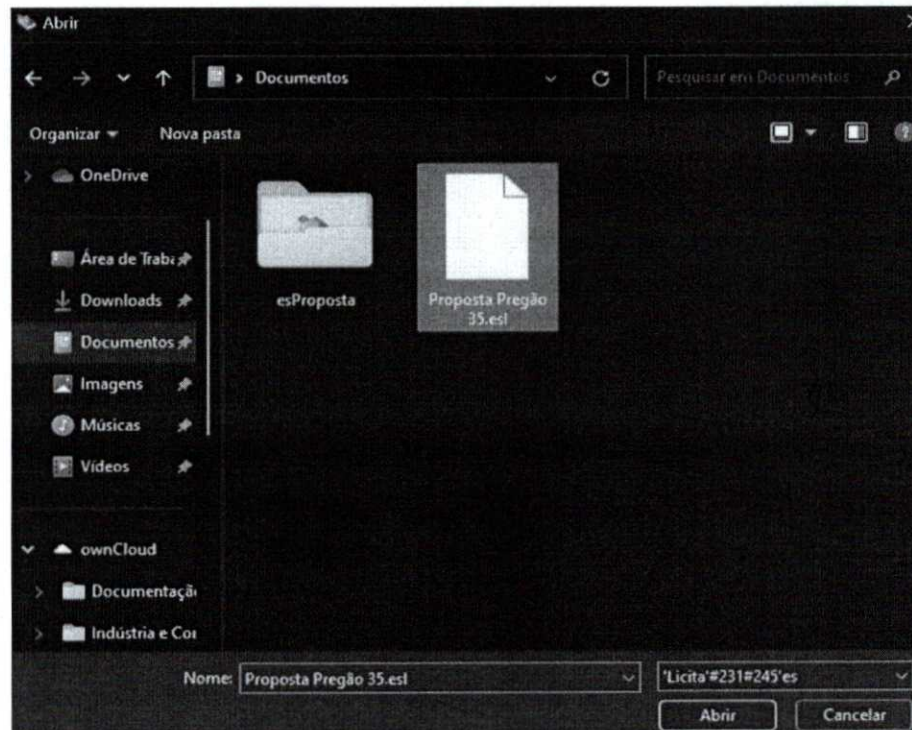 Abrir
Documentos
Pesquisar em Documentos
Organizar
Nova pasta
OneDrive
Área de Traba
Downloads
Documentos
Imagens
Músicas
Vídeos
ownCloud
Documentaçã
Indústria e Co
esProposta
Proposta Pregão
35.esl
Nome: Proposta Pregão 35.esl
'Licita'#231#245'es
Abrir
Cancelar